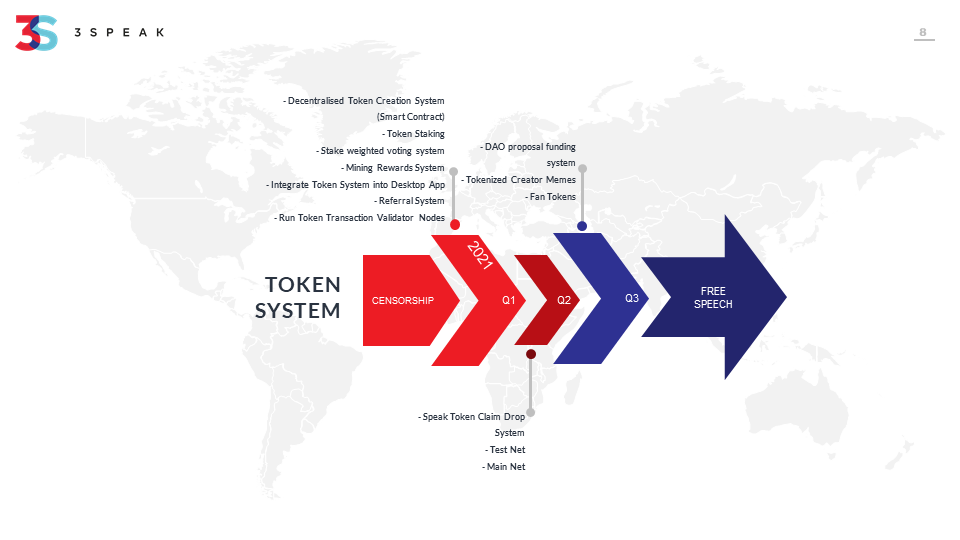 3S 3 S P E A K
8
- Decentralised Token Creation System
(Smart Contract)
- Token Staking
- Stake weighted voting system
- Mining Rewards System
- Integrate Token System into Desktop App
- Referral System
- Run Token Transaction Validator Nodes
- DAO proposal funding
system
- Tokenized Creator Memes
- Fan Tokens
TOKEN
SYSTEM
CENSORSHIP
2021
Q1
Q2
Q3
FREE
SPEECH
- Speak Token Claim Drop
System
- Test Net
- Main Net